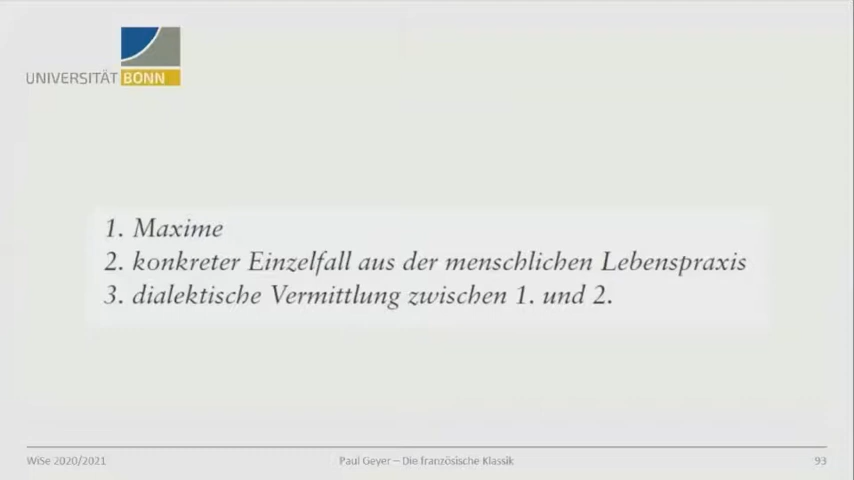 UNIVERSITÄT BONN
1. Maxime
2. konkreter Einzelfall aus der menschlichen Lebenspraxis
3. dialektische Vermittlung zwischen 1. und 2.
WiSe 2020/2021 Paul Geyer – Die französische Klassik 93